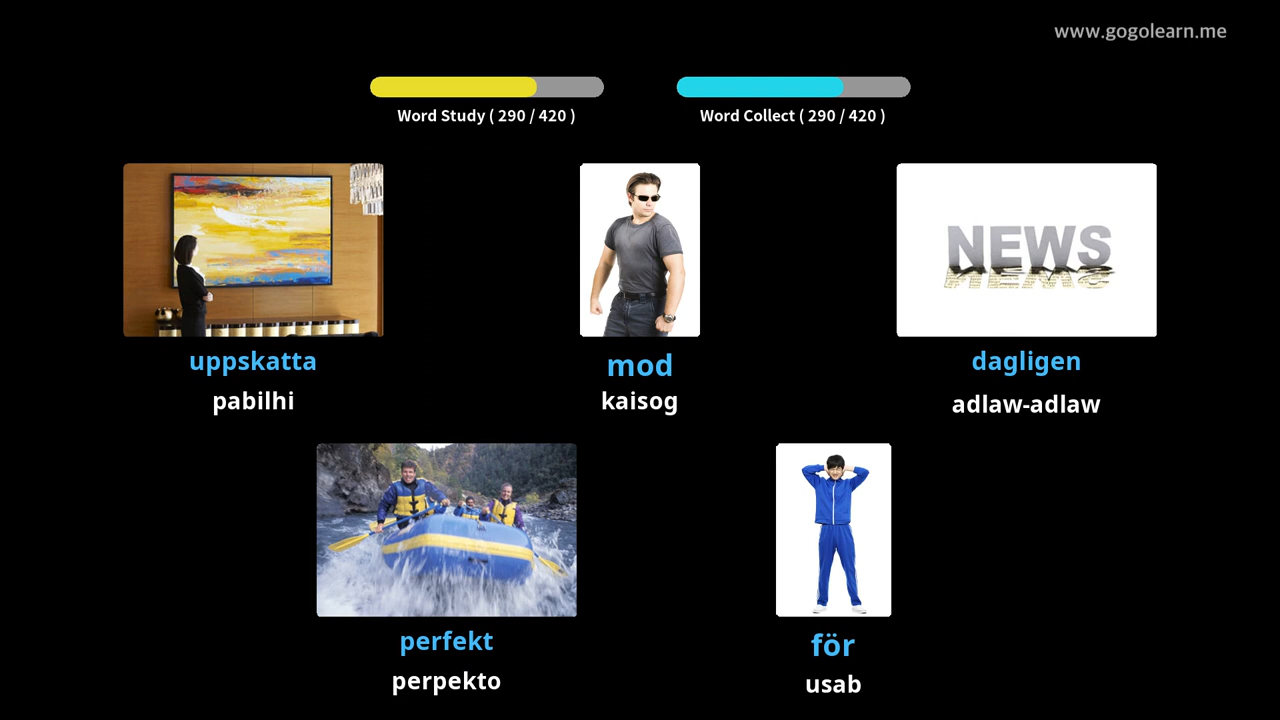 www.gogolearn.me
Word Study ( 290 / 420 )
Word Collect ( 290 / 420 )
NEWS
uppskatta
pabilhi
mod
kaisog
dagligen
adlaw-adlaw
perfekt
perpekto
för
usab